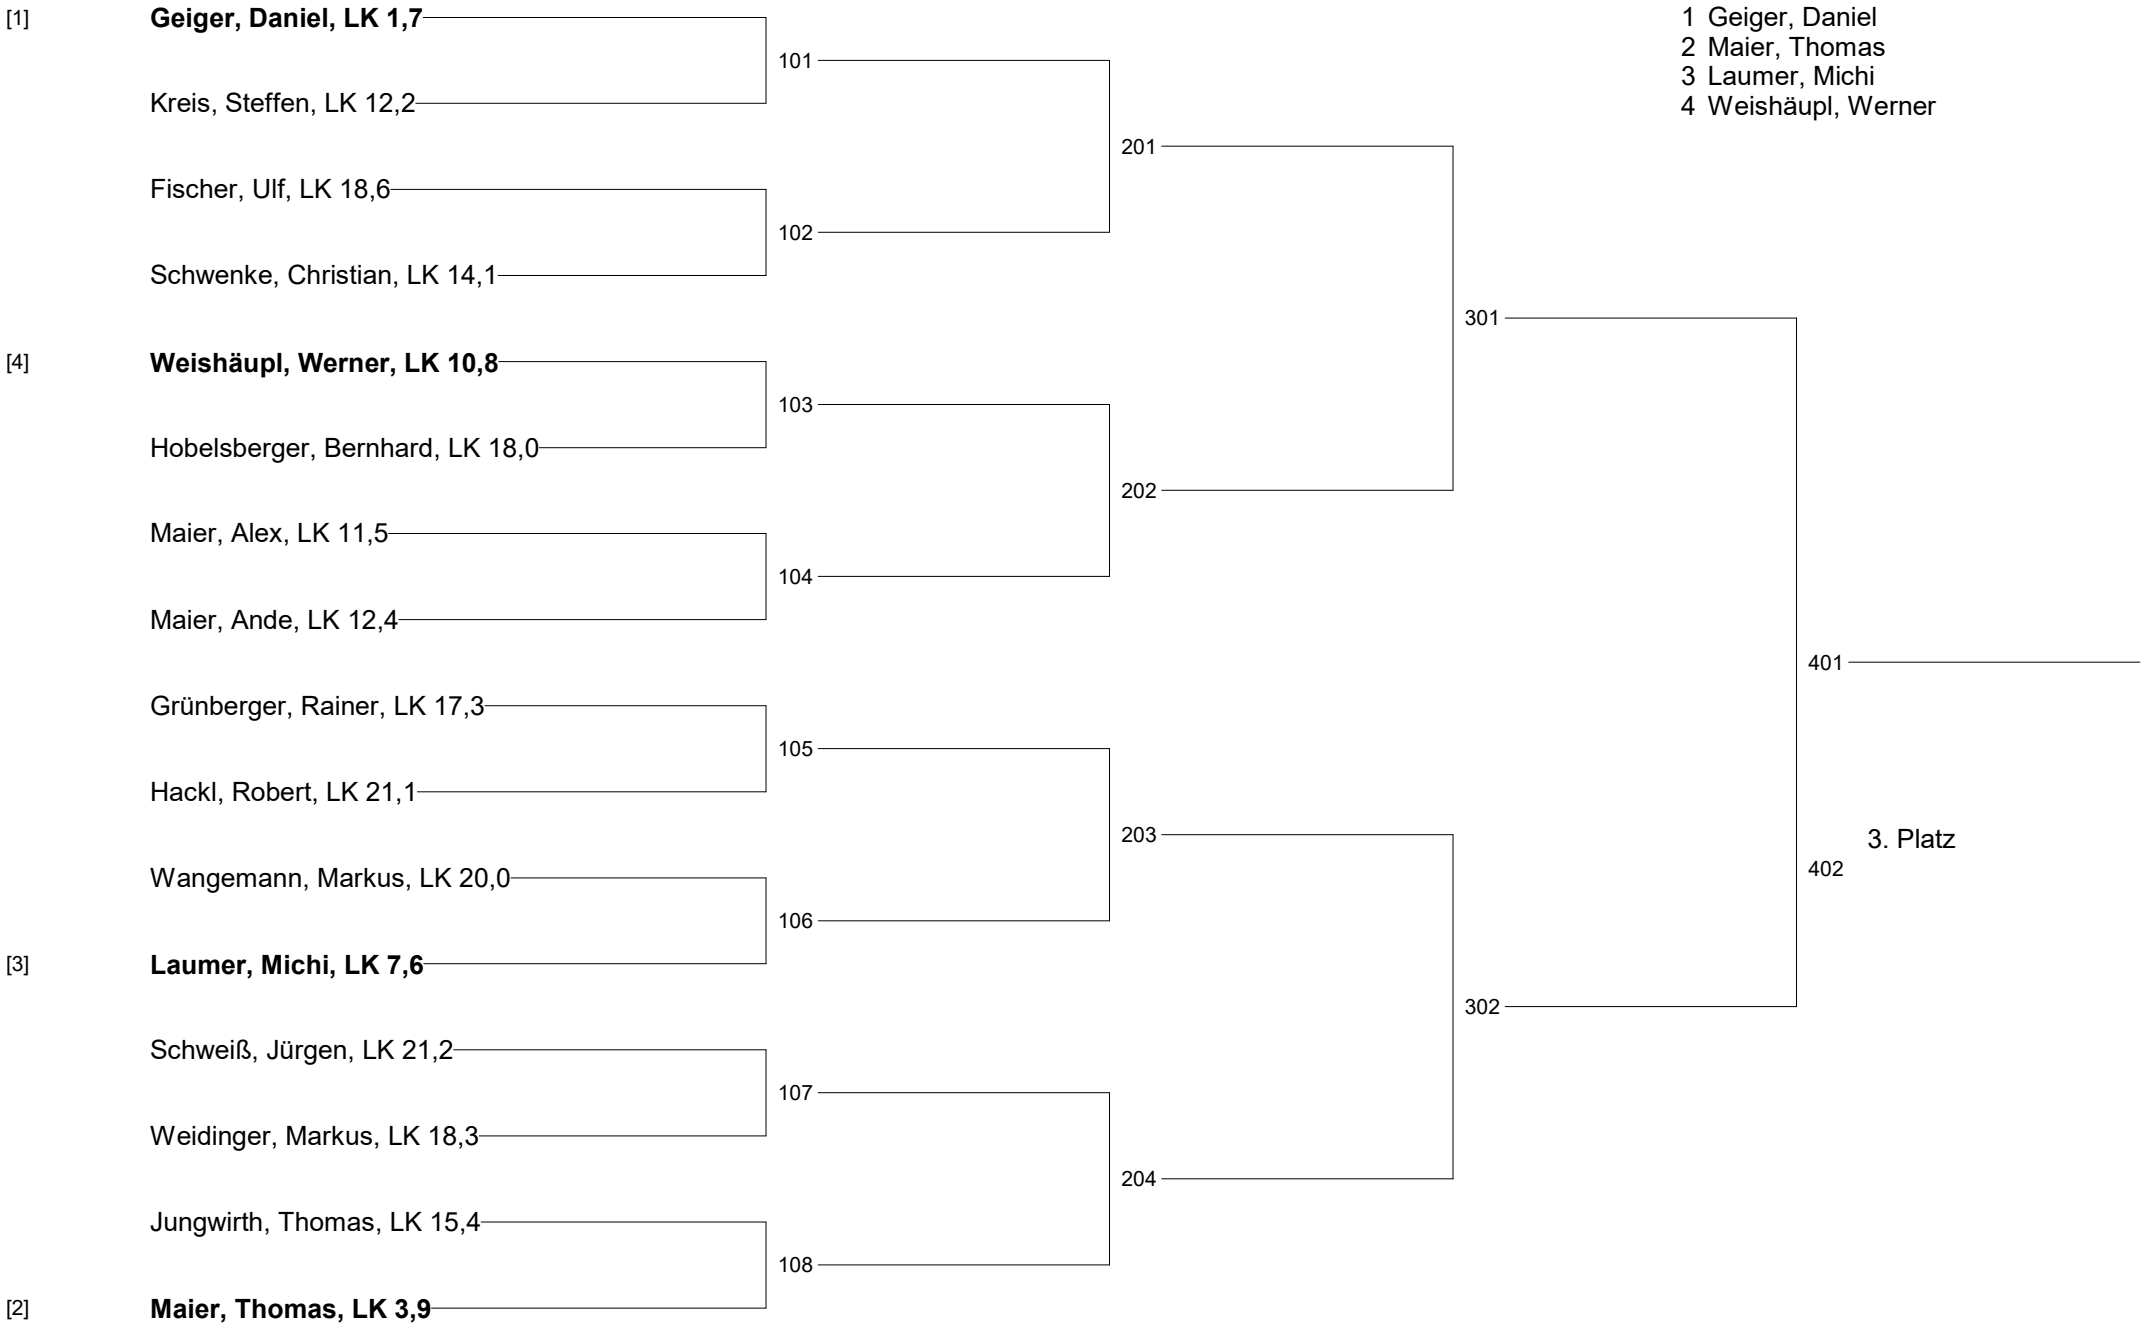 [1] Geiger, Daniel, LK 1,7
1 Geiger, Daniel
2 Maier, Thomas
3 Laumer, Michi
4 Weishäupl, Werner
101
Kreis, Steffen, LK 12,2
201
Fischer, Ulf, LK 18,6
102
Schwenke, Christian, LK 14,1
301
[4] Weishäupl, Werner, LK 10,8
103
Hobelsberger, Bernhard, LK 18,0
202
Maier, Alex, LK 11,5
104
Maier, Ande, LK 12,4
401
Grünberger, Rainer, LK 17,3
105
Hackl, Robert, LK 21,1
203
3. Platz
402
Wangemann, Markus, LK 20,0
106
[3] Laumer, Michi, LK 7,6
302
Schweiß, Jürgen, LK 21,2
107
Weidinger, Markus, LK 18,3
204
Jungwirth, Thomas, LK 15,4
108
[2] Maier, Thomas, LK 3,9